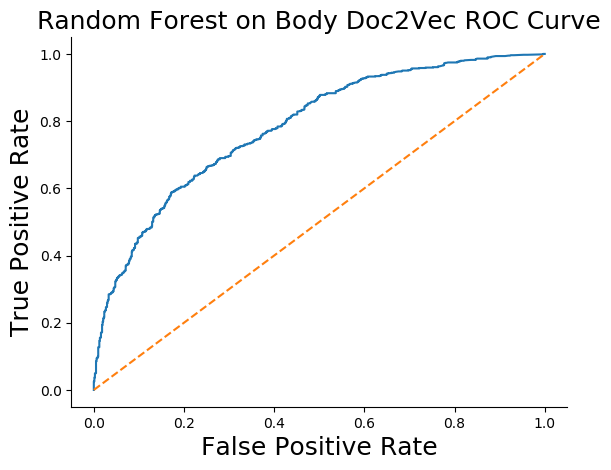 Random Forest on Body Doc2Vec ROC Curve
True Positive Rate
1.0
0.8
0.6
0.4
0.2
0.0
0.0 0.2 0.4 0.6 0.8 1.0
False Positive Rate